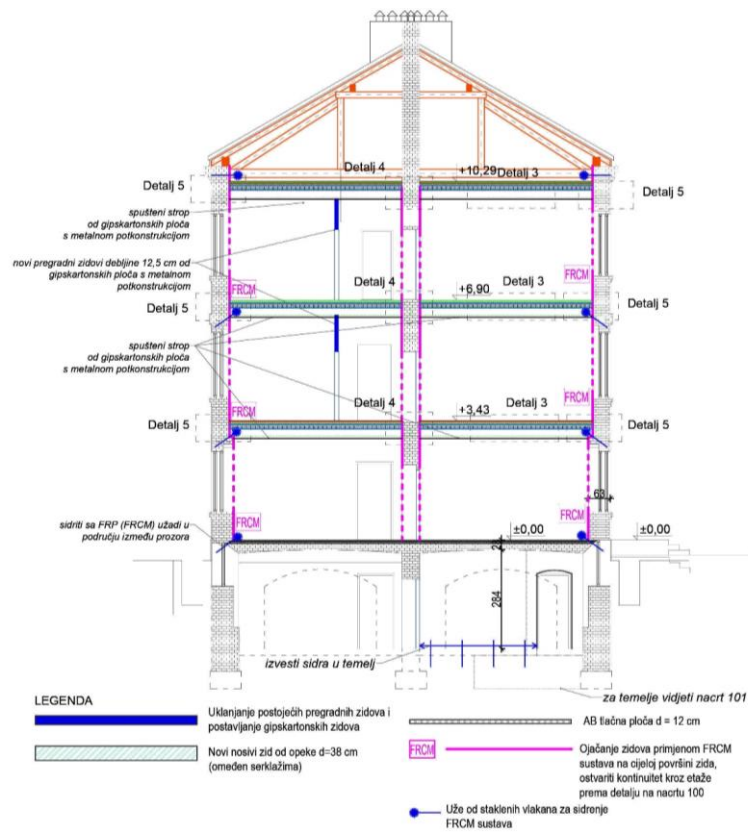 Detalj 4
+10,29
Detalj 3
Detalj 5
Detalj 5
spušteni strop
od gipskartonskih ploča
s metalnom potkonstrukcijom
novi pregradni zidovi debljine 12,5 cm od
gipskartonskih ploča s metalnom
potkonstrukcijom
FRCM
FRCM
Detalj 4
+6,90
Detalj 3
Detalj 5
Detalj 5
spušteni strop
od gipskartonskih ploča
s metalnom potkonstrukcijom
FRCM
FRCM
Detalj 4
+3,43
Detalj 3
Detalj 5
Detalj 5
63
sidriti sa FRP (FRCM) užadi u
području između prozora
FRCM
FRCM
±0,00
±0,00
284
izvesti sidra u temelj
za temelje vidjeti nacrt 101
LEGENDA
Uklanjanje postojećih pregradnih zidova i
postavljanje gipskartonskih zidova
Novi nosivi zid od opeke d=38 cm
(omeđen serklažima)
AB tlačna ploča d = 12 cm
FRCM
Ojačanje zidova primjenom FRCM
sustava na cijeloj površini zida,
ostvariti kontinuitet kroz etaže
prema detalju na nacrtu 100
Uže od staklenih vlakana za sidrenje
FRCM sustava